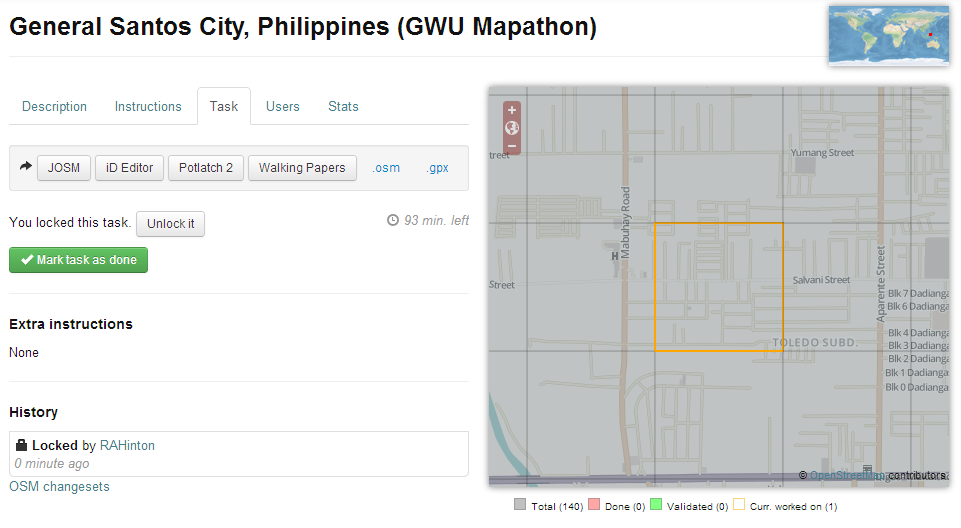 General Santos City, Philippines (GWU Mapathon)
Description Instructions Task Users Stats
JOSM iD Editor Potlatch 2 Walking Papers .osm .gpx
You locked this task. Unlock it 93 min. left
Mark task as done
Extra instructions
None
History
Locked by RAHinton
0 minute ago
OSM changesets
+
−
treet
Yumang Street
Mabuhay Road
H
Street
Salvani Street
Aparente Street
Blk 7 Dadianga
Blk 6 Dadianga
TOLEDO SUBD.
Blk 4 Dadianga
Blk 3 Dadianga
Blk 2 Dadianga
Blk 1 Dadianga
Blk 0 Dadianga
© OpenStreetMap contributors
Total (140) Done (0) Validated (0) Curr. worked on (1)